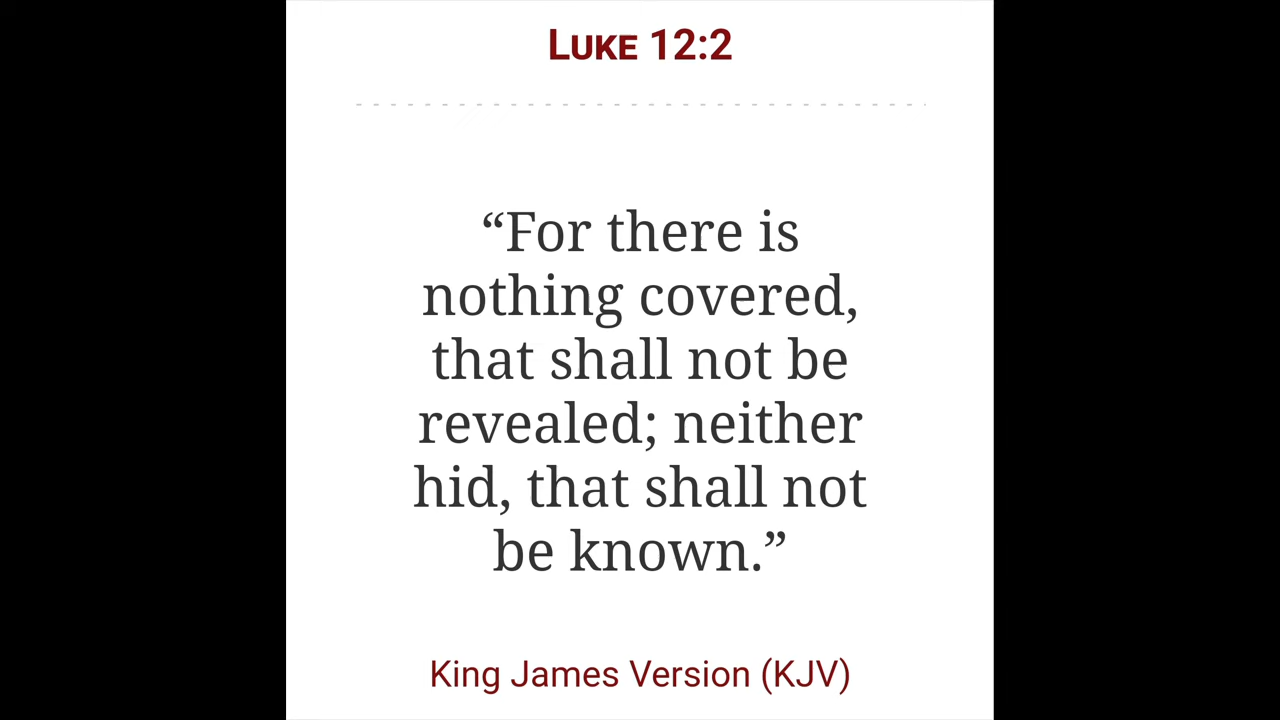 Luke 12:2
“For there is
nothing covered,
that shall not be
revealed; neither
hid, that shall not
be known.”
King James Version (KJV)